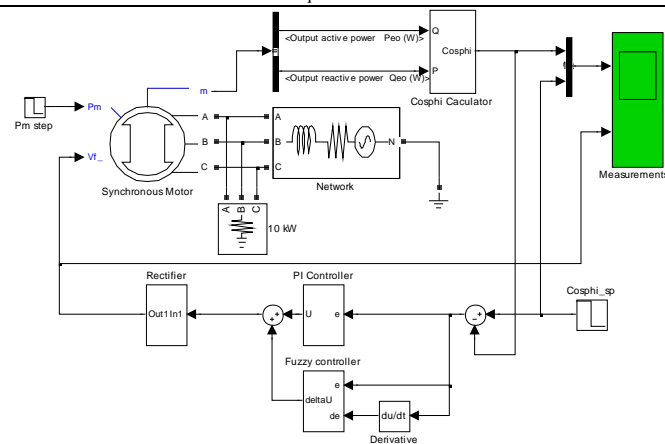 <Output active power Peo (W)>
<Output reactive power Qeo (W)>
Q
P
Cosphi
Cosphi Caculator
m
Pm
Pm step
Vf_
Synchronous Motor
A
B
C
A
B
C
N
Network
A
B
C
10 kW
Measurements
Rectifier
Out1 In1
PI Controller
U
e
Cosphi_sp
Fuzzy controller
deltaU
e
de
du/dt
Derivative